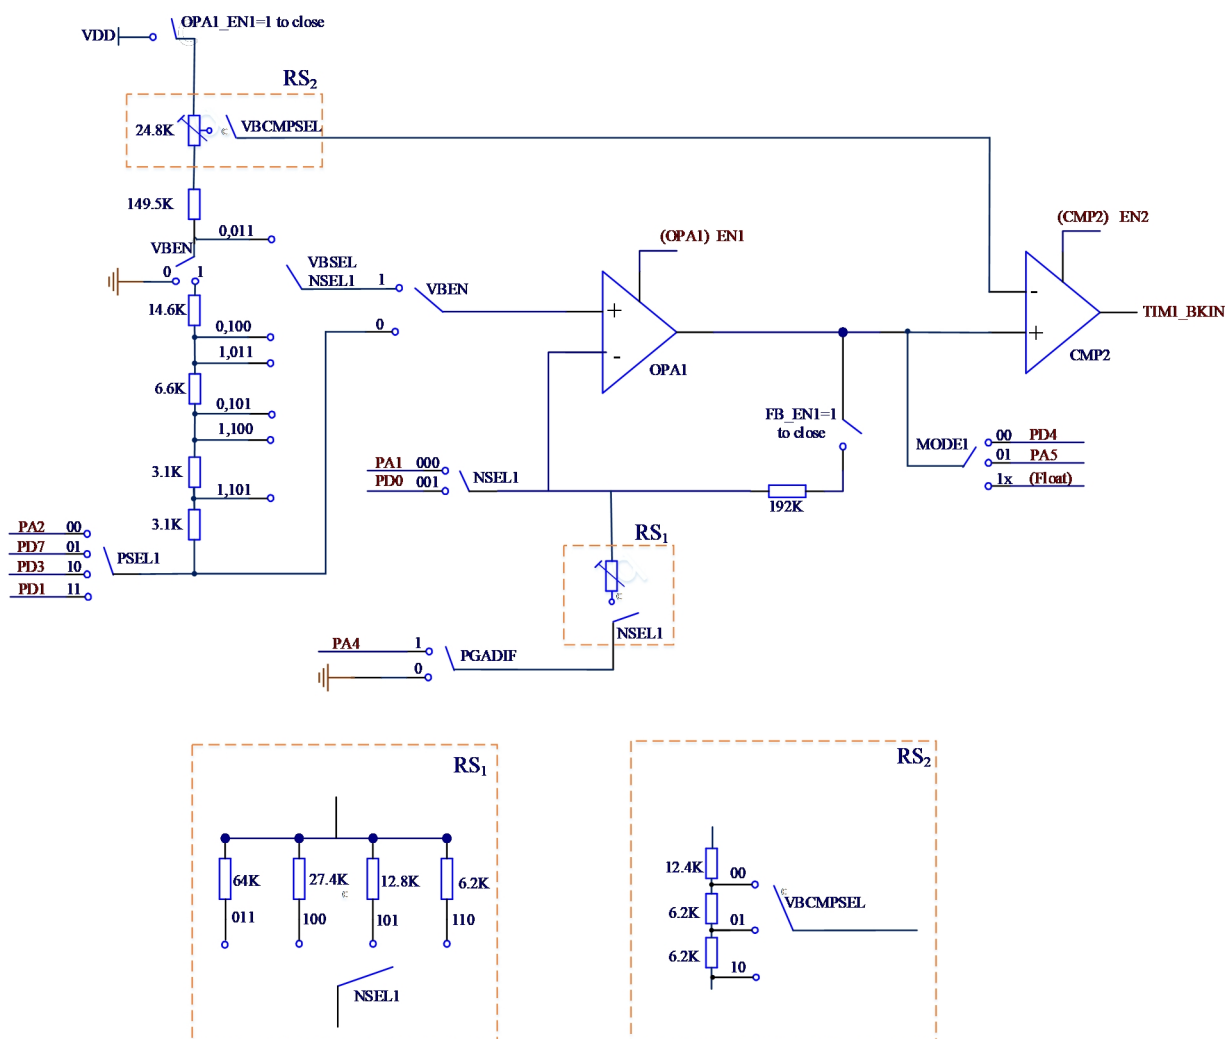 OPA1_EN1=1 to close
VDD
RS2
24.8K
VBCMPSEL
149.5K
0,011
VBEN
0
1
14.6K
0,100
1,011
6.6K
0,101
1,100
3.1K
1,101
3.1K
VBSEL
NSEL1
1
VBEN
0
(OPA1) EN1
+
-
OPA1
(CMP2) EN2
-
+
CMP2
TIM1_BKIN
FB_EN1=1
to close
MODE1
00 PD4
01 PA5
1x (Float)
PA1 000
PD0 001
NSEL1
192K
PA2 00
PD7 01
PD3 10
PD1 11
PSEL1
RS1
NSEL1
PA4 1
0
PGADIF
RS1
64K
27.4K
12.8K
6.2K
011
100
101
110
NSEL1
RS2
12.4K
00
6.2K
01
6.2K
10
VBCMPSEL